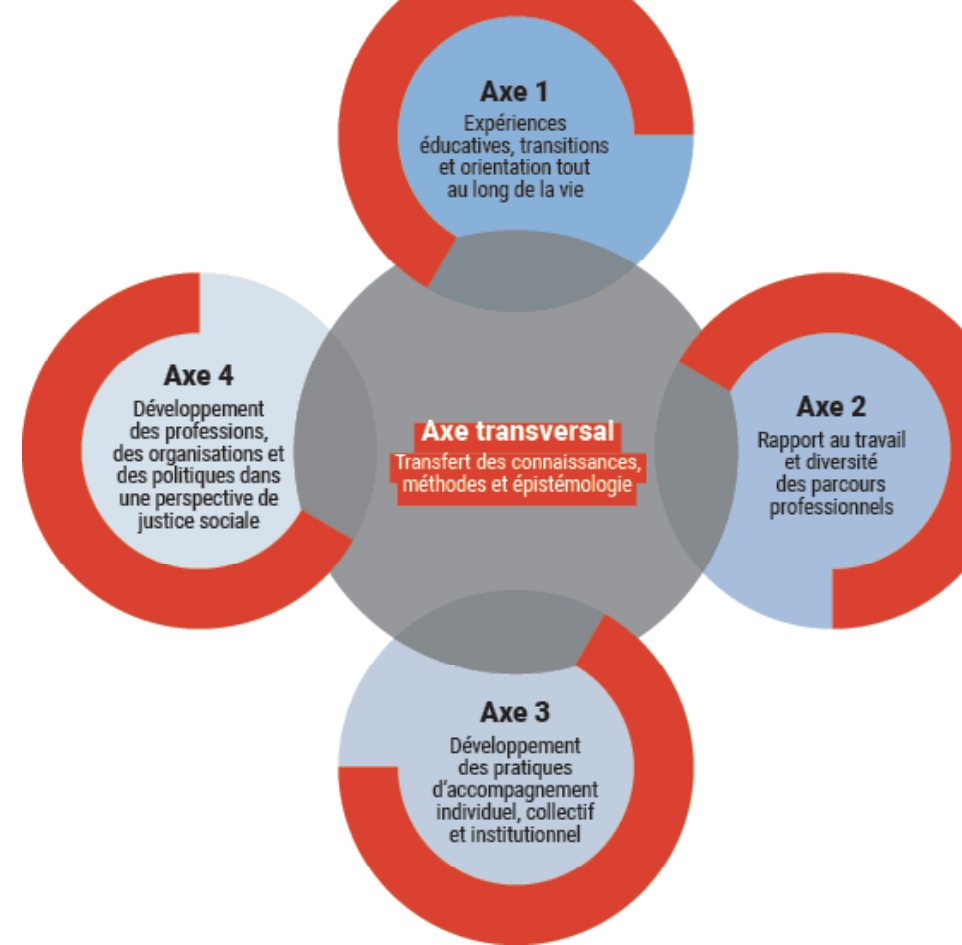 Axe 1
Expériences
éducatives, transitions
et orientation tout
au long de la vie
Axe 4
Développement
des professions,
des organisations et
des politiques dans
une perspective de
justice sociale
Axe transversal
Transfert des connaissances,
méthodes et épistémologie
Axe 2
Rapport au travail
et diversité
des parcours
professionnels
Axe 3
Développement
des pratiques
d'accompagnement
individuel, collectif
et institutionnel